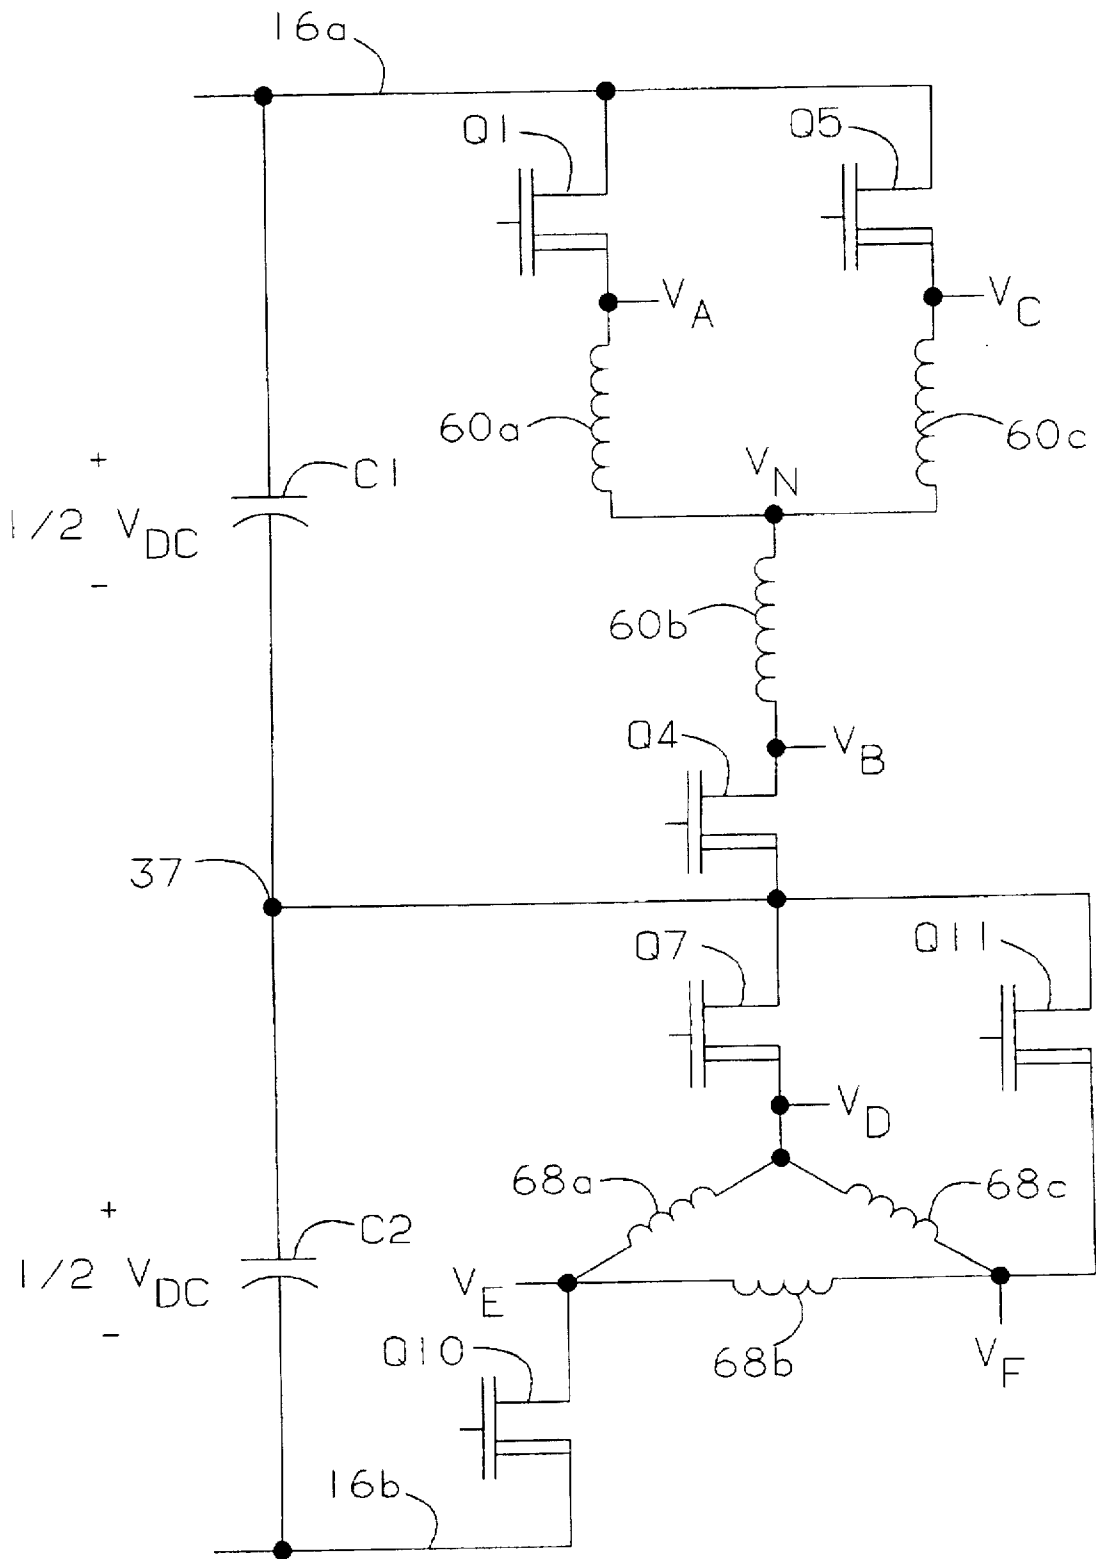 16a
Q1
Q5
V_A
V_C
60a
60c
V_N
+
C1
1/2 V_DC
-
60b
Q4
V_B
37
Q7
Q11
V_D
68a
68c
+
C2
1/2 V_DC
-
V_E
68b
V_F
Q10
16b